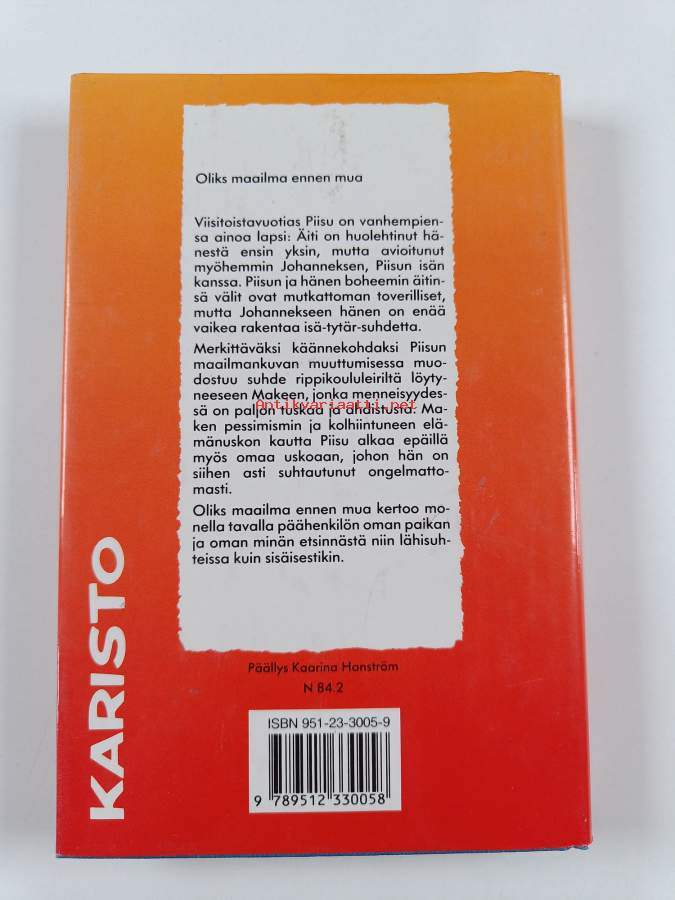 Oliks maailma ennen mua
Viisitoistavuotias Piisu on vanhempien-
sa ainoa lapsi: Äiti on huolehtinut hä-
nestä ensin yksin, mutta avioitunut
myöhemmin Johanneksen, Piisun isän
kanssa. Piisun ja hänen boheemin äitin-
sä välit ovat mutkattoman toverilliset,
mutta Johannekseen hänen on enää
vaikea rakentaa isä-tytär-suhdetta.
Merkittäväksi käännekohdaksi Piisun
maailmankuvan muuttumisessa muo-
dostuu suhde rippikoululeiriltä löyty-
neeseen Makeen, jonka menneisyydes-
sä on paljon tuskaa ja ahdistusta. Ma-
Antikvariaatti.net
ken pessimismin ja kolhiintuneen elä-
mänuskon kautta Piisu alkaa epäillä
myös omaa uskoaan, johon hän on
siihen asti suhtautunut ongelmatto-
masti.
Oliks maailma ennen mua kertoo mo-
nella tavalla päähenkilön oman paikan
ja oman minän etsinnästä niin lähisuh-
teissa kuin sisäisestikin.
KARISTO
Päällys Kaarina Hanström
N 84.2
ISBN 951-23-3005-9
9 789512 330058